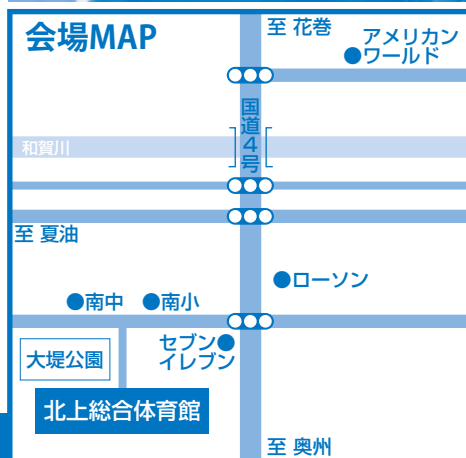 会場MAP
至 花巻
アメリカン
●ワールド
国道4号
和賀川
至 夏油
●ローソン
●南中
●南小
セブン●
イレブン
大堤公園
北上総合体育館
至 奥州